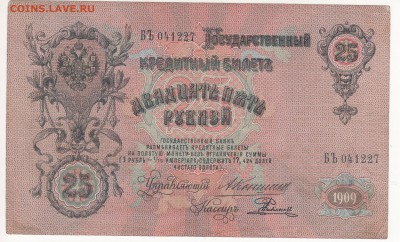 COINS.LAVE.RU
БЪ 041227 ГОСУДАРСТВЕННЫЙ 25
КРЕДИТНЫЙ БИЛЕТЪ
ДВАДЦАТЬ ПЯТЬ
РУБЛЕЙ
ГОСУДАРСТВЕННЫЙ БАНКЪ
РАЗМѢНИВАЕТЪ КРЕДИТНЫЕ БИЛЕТЫ
НА ЗОЛОТУЮ МОНЕТУ БЕЗЪ ОГРАНИЧЕНІЯ СУММЫ
(1 РУБЛЬ = 1/15 ИМПЕРІАЛА, СОДЕРЖИТЪ 17,424 ДОЛЕЙ
ЧИСТАГО ЗОЛОТА).
БЪ 041227
25
Управляющій
Кассиръ
1909